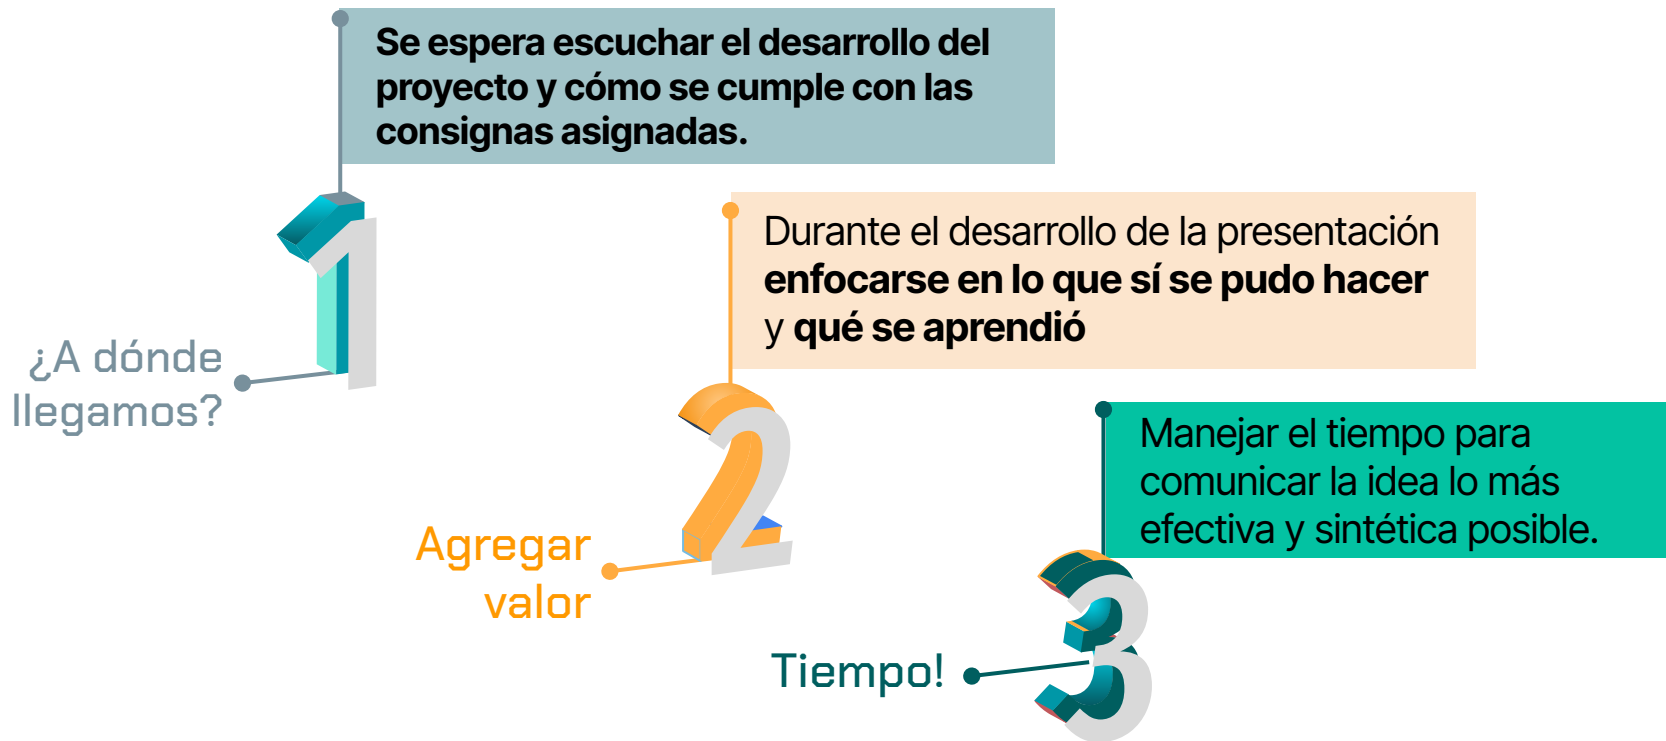 Se espera escuchar el desarrollo del
proyecto y cómo se cumple con las
consignas asignadas.
1
¿A dónde
llegamos?
Durante el desarrollo de la presentación
enfocarse en lo que sí se pudo hacer
y qué se aprendió
2
Agregar
valor
Manejar el tiempo para
comunicar la idea lo más
efectiva y sintética posible.
3
Tiempo!